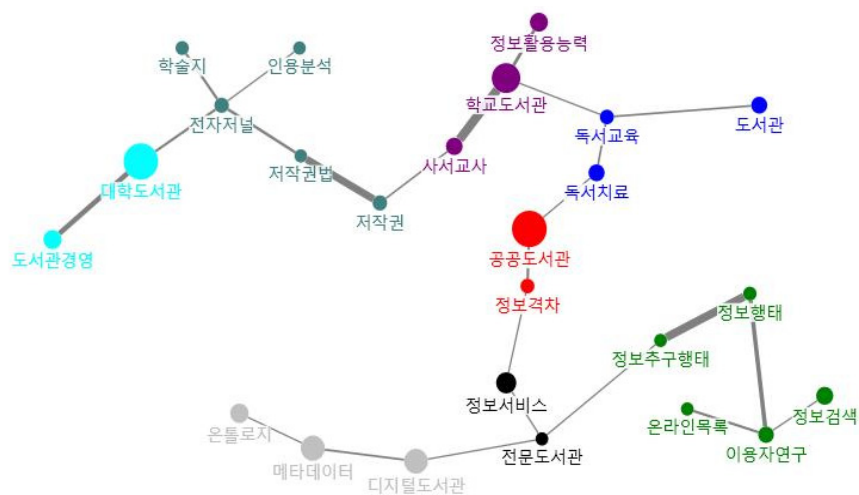 정보활용능력
학술지
인용분석
학교도서관
전자저널
독서교육
도서관
저작권법
사서교사
대학도서관
독서치료
저작권
도서관경영
공공도서관
정보격차
정보행태
정보추구행태
정보서비스
온라인목록
정보검색
온톨로지
이용자연구
전문도서관
메타데이터
디지털도서관